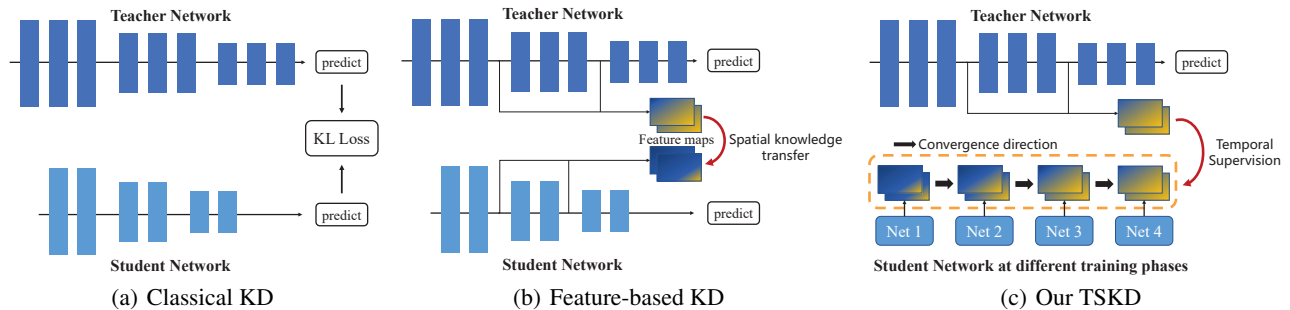 Teacher Network
predict
KL Loss
predict
Student Network
(a) Classical KD
Teacher Network
predict
Feature maps
Spatial knowledge
transfer
predict
Student Network
(b) Feature-based KD
Teacher Network
predict
Convergence direction
Temporal
Supervision
Net 1
Net 2
Net 3
Net 4
Student Network at different training phases
(c) Our TSKD